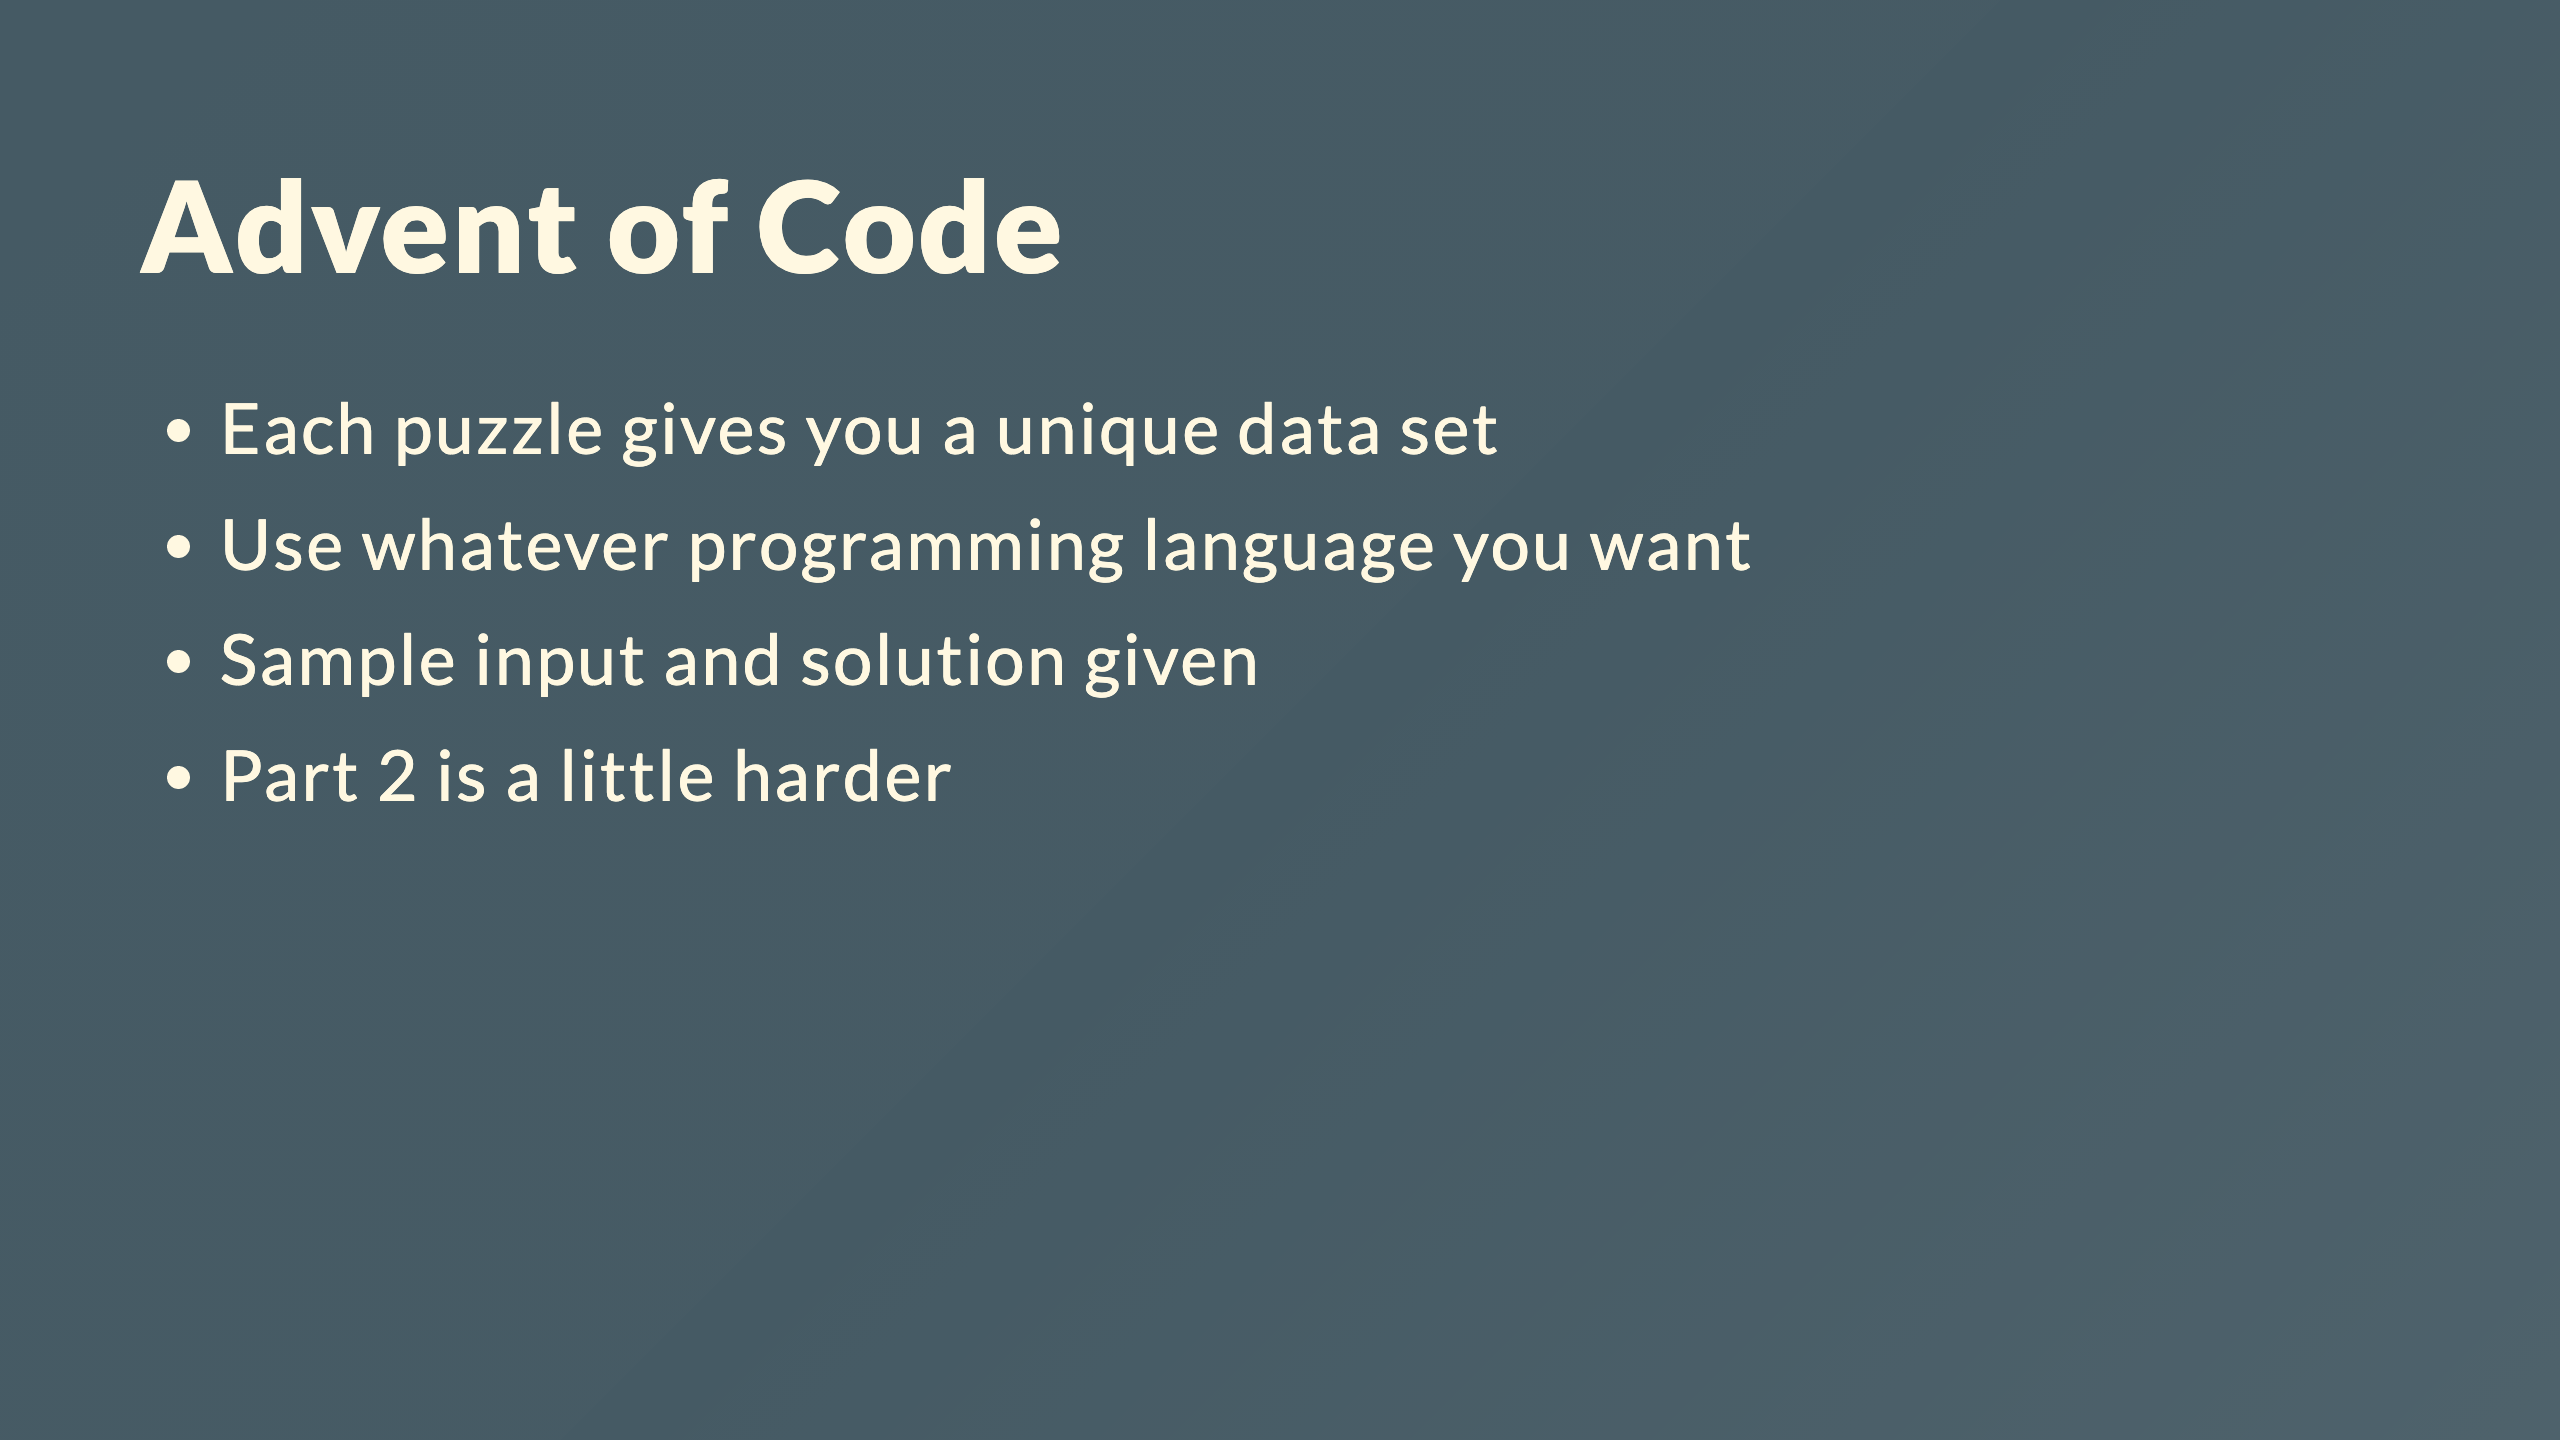 Advent of Code
• Each puzzle gives you a unique data set
• Use whatever programming language you want
• Sample input and solution given
• Part 2 is a little harder